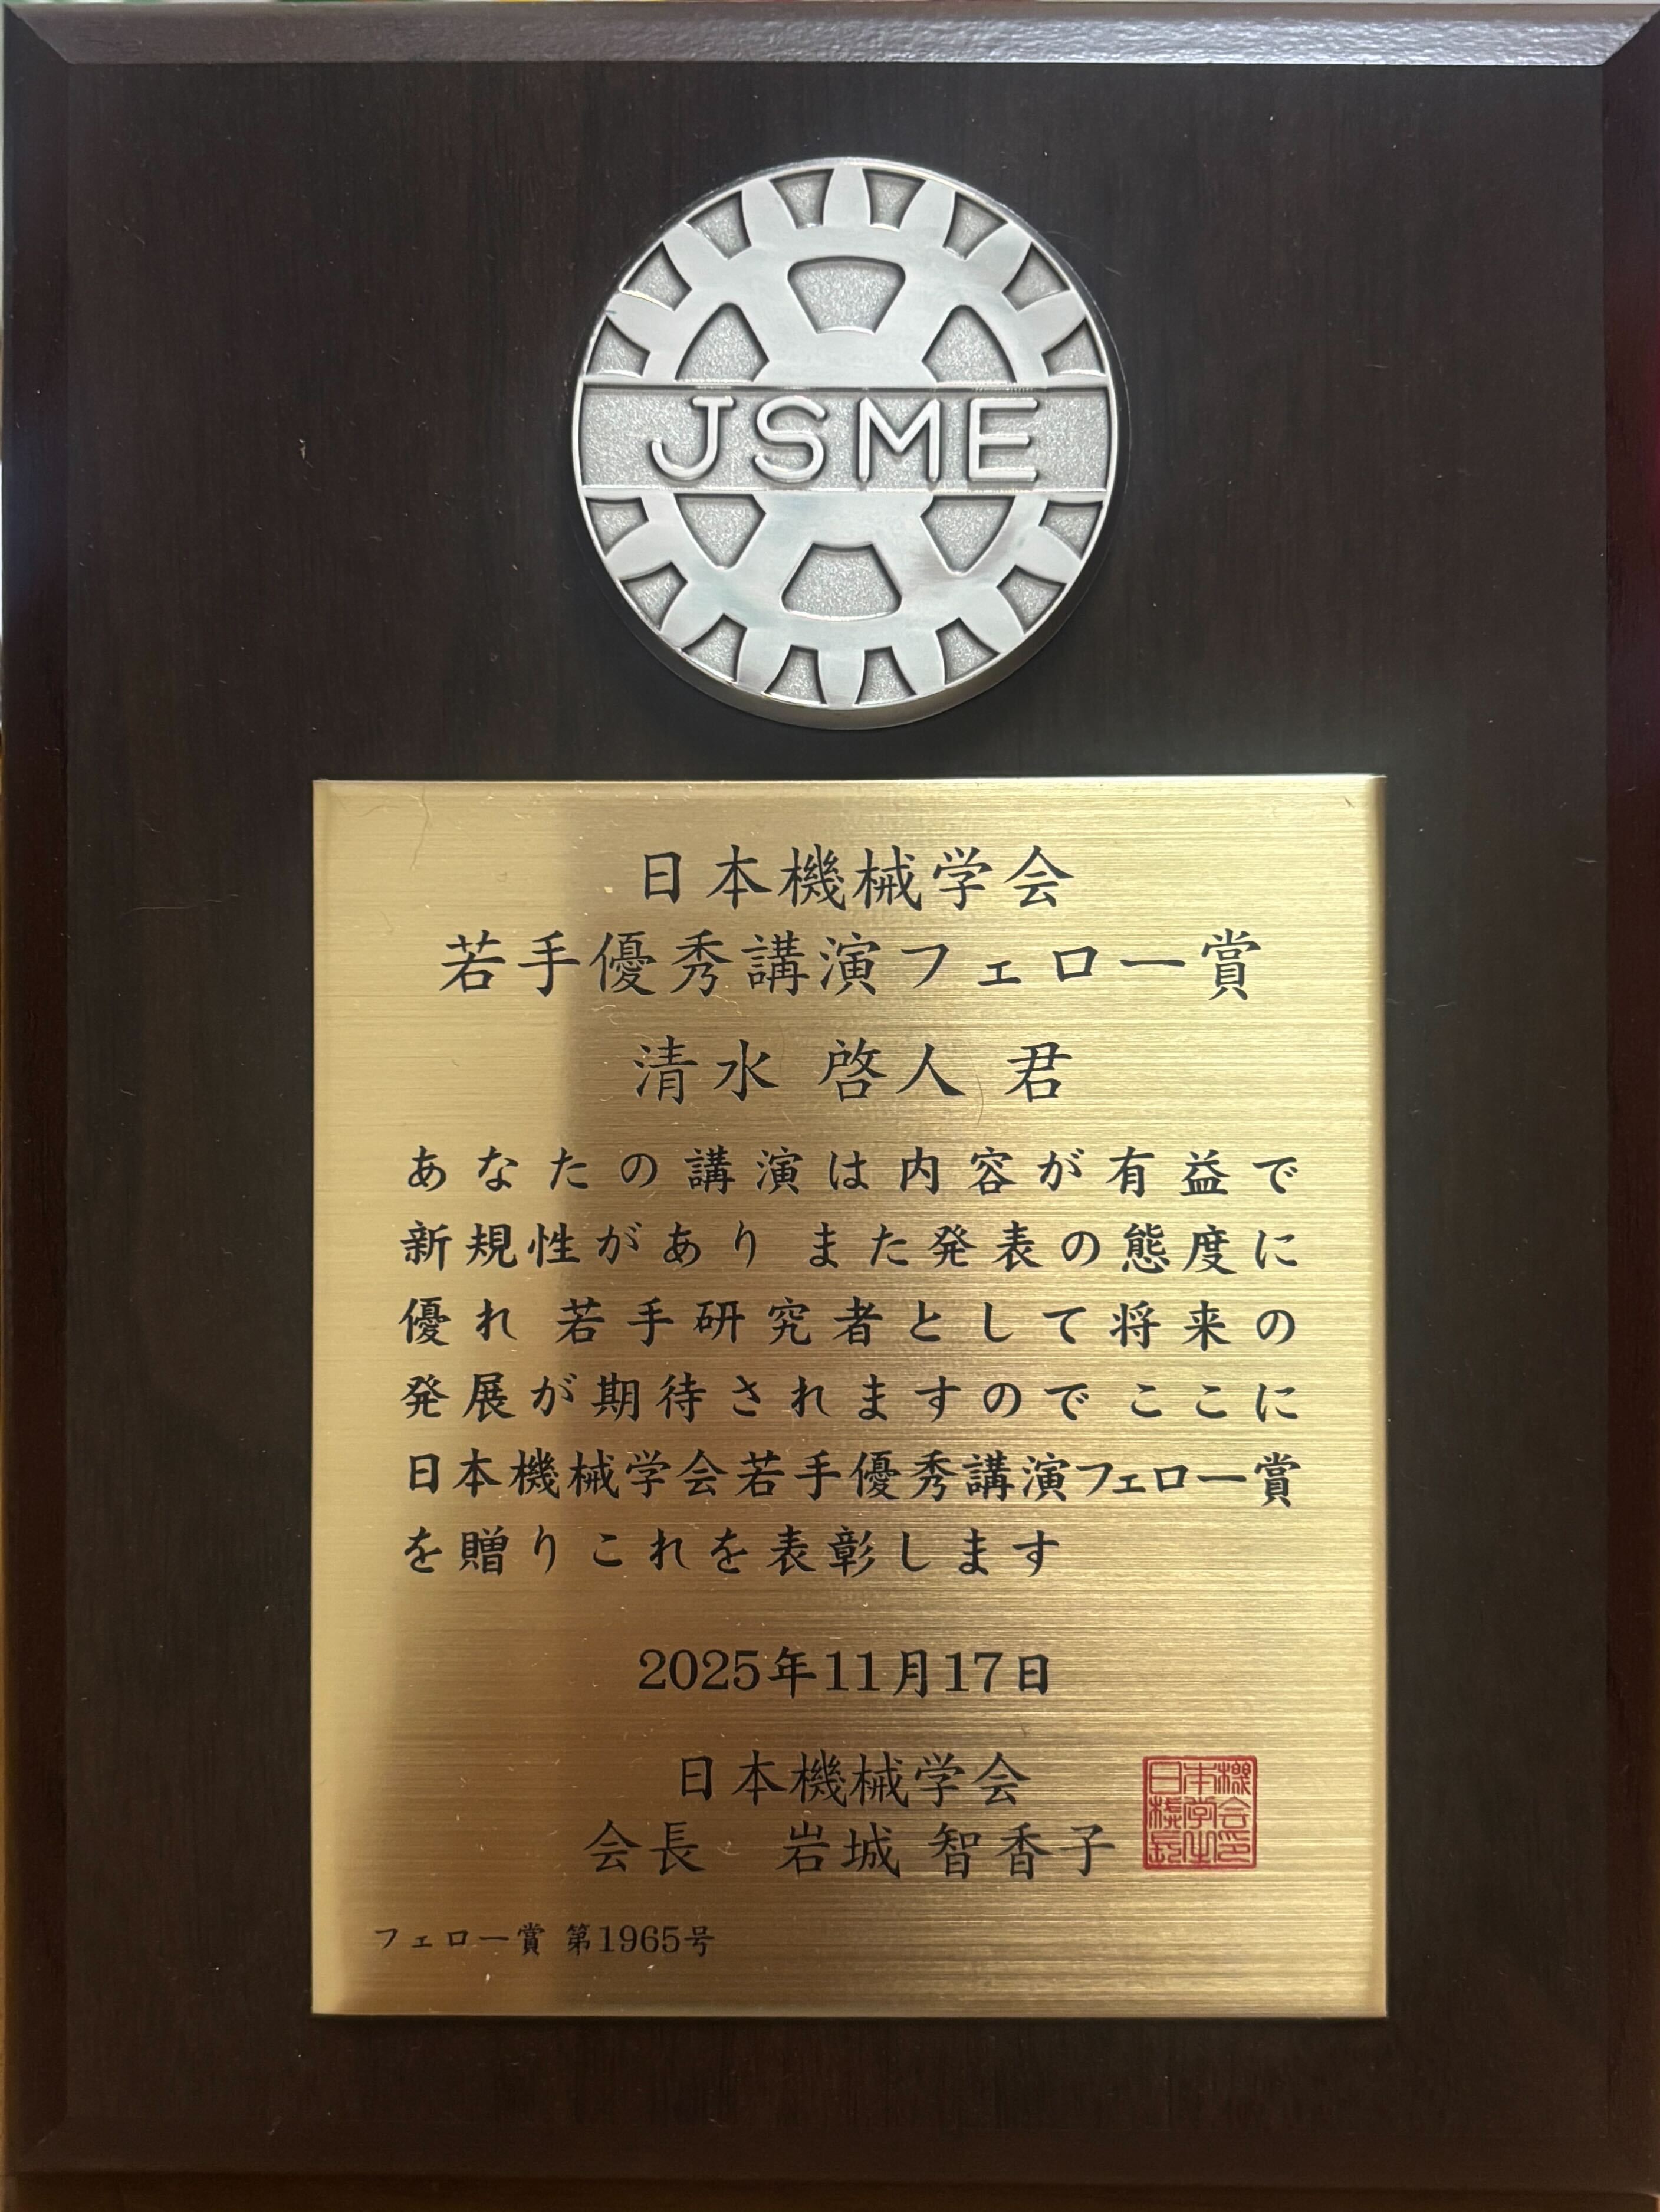 JSME
日本機械学会
若手優秀講演フェロー賞
清水 啓人 君
あなたの講演は内容が有益で
新規性があり また発表の態度に
優れ 若手研究者として将来の
発展が期待されますので ここに
日本機械学会若手優秀講演フェロー賞
を贈りこれを表彰します
2025年11月17日
日本機械学会
会長 岩城 智香子
フェロー賞 第1965号